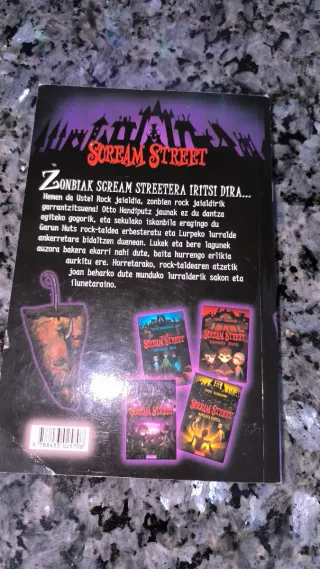 SCREAM STREET
ZONBIAK SCREAM STREETERA IRITSI DIRA...
Hemen da Ustel Rock jaialdia, zonbien rock jaialdirik
garrantzitsuena! Otto Handiputz jaunak ez du dantza
egiteko gogorik, eta sekulako iskanbila eragingo du
Garun Huts rock-taldea erbesteratu eta Lurpeko lurralde
ankerretara bidaltzen duenean. Lukek eta bere lagunek
auzora bakera ekarri nahi dute, baita hurrengo erlikia
aurkitu ere. Horretarako, rock-taldearen atzetik
joan beharko dute munduko lurralderik sakon eta
ilunetaraino.
SCREAM STREET
SCREAM STREET
SCREAM STREET
SCREAM STREET